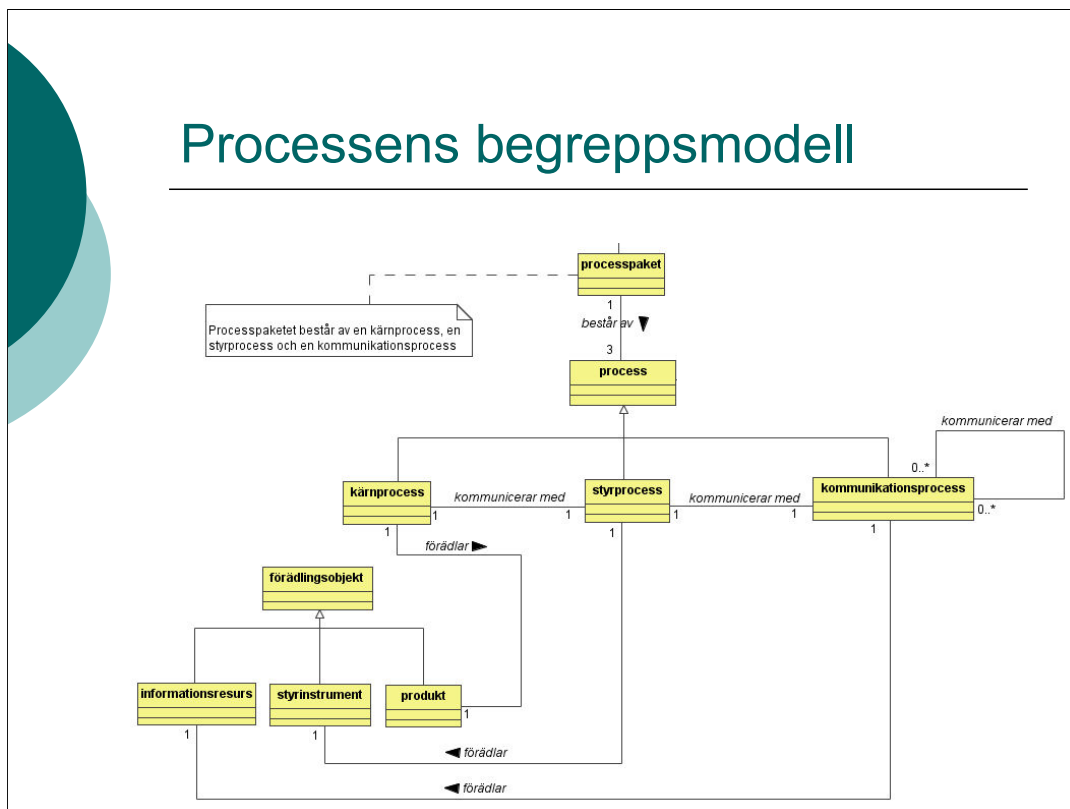 Processens begreppsmodell
processpaket
1
består av
3
Processpaketet består av en kärnprocess, en
styrprocess och en kommunikationsprocess
process
kommunicerar med
0..*
kärnprocess
kommunicerar med
styrprocess
kommunicerar med
kommunikationsprocess
0..*
1
1
1
1
1
1
1
förädlar
förädlingsobjekt
informationsresurs
styrinstrument
produkt
1
1
1
förädlar
förädlar